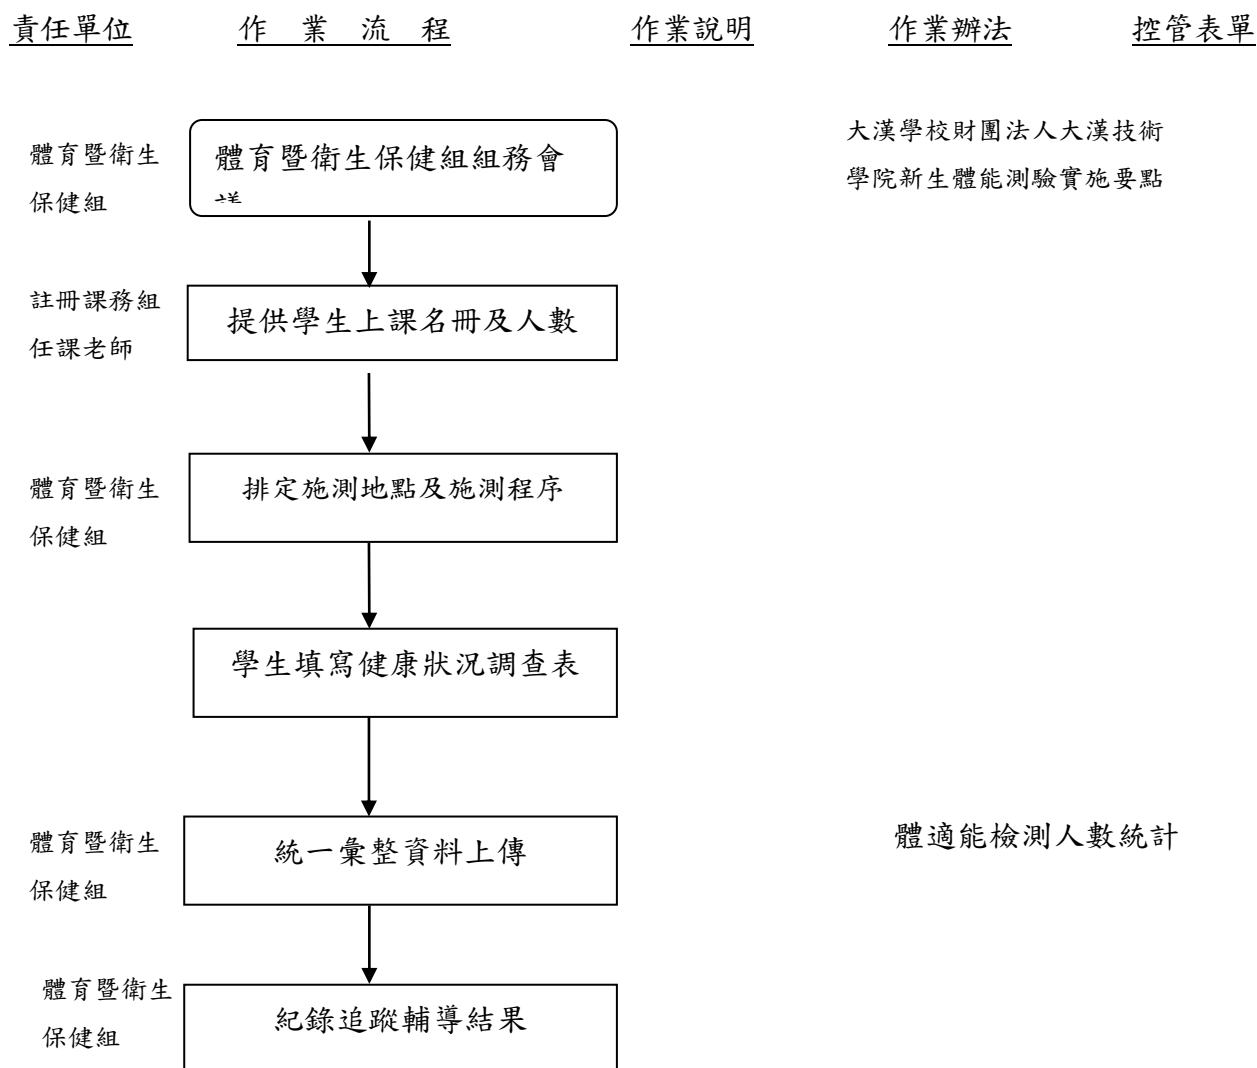 責任單位 作 業 流 程 作業說明 作業辦法 控管表單
體育暨衛生
保健組
體育暨衛生保健組組務會
大漢學校財團法人大漢技術
學院新生體能測驗實施要點
註冊課務組
任課老師
提供學生上課名冊及人數
體育暨衛生
保健組
排定施測地點及施測程序
學生填寫健康狀況調查表
體育暨衛生
保健組
統一彙整資料上傳
體適能檢測人數統計
體育暨衛生
保健組
紀錄追蹤輔導結果